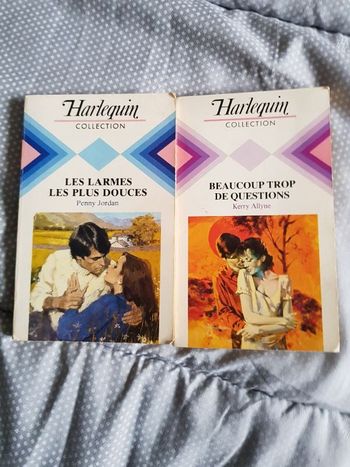 Harlequin
COLLECTION
LES LARMES
LES PLUS DOUCES
Penny Jordan
Harlequin
COLLECTION
BEAUCOUP TROP
DE QUESTIONS
Kerry Allyne